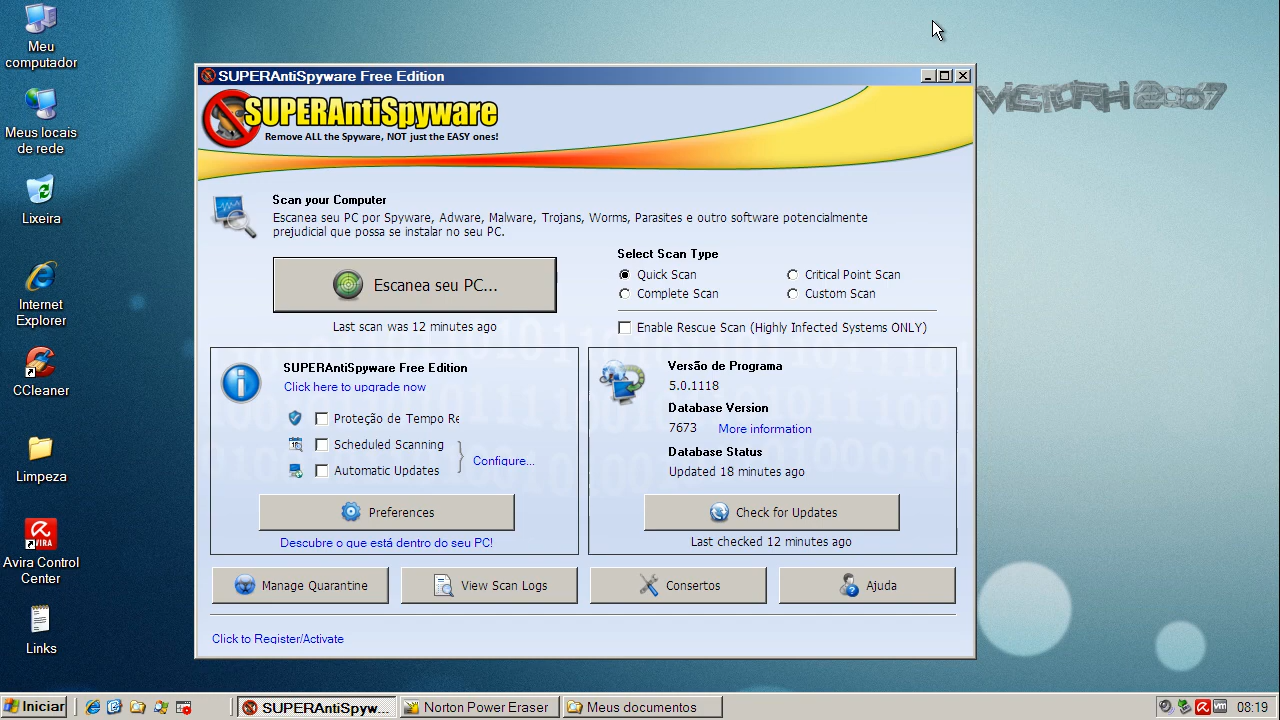 Meu
computador
Meus locais
de rede
Lixeira
Internet
Explorer
CCleaner
Limpeza
AVIRA
Avira Control
Center
Links
VICTORH 2007
SUPERAntiSpyware Free Edition
SUPERAntiSpyware!
Remove ALL the Spyware, NOT just the EASY ones!
Scan your Computer
Escanea seu PC por Spyware, Adware, Malware, Trojans, Worms, Parasites e outro software potencialmente
prejudicial que possa se instalar no seu PC.
Escanea seu PC...
Last scan was 12 minutes ago
Select Scan Type
Quick Scan
Critical Point Scan
Complete Scan
Custom Scan
Enable Rescue Scan (Highly Infected Systems ONLY)
SUPERAntiSpyware Free Edition
Click here to upgrade now
Proteção de Tempo Re
Scheduled Scanning
Automatic Updates
Configure...
Preferences
Descubre o que está dentro do seu PC!
Versão de Programa
5.0.1118
Database Version
7673 More information
Database Status
Updated 18 minutes ago
Check for Updates
Last checked 12 minutes ago
Manage Quarantine
View Scan Logs
Consertos
Ajuda
Click to Register/Activate
Iniciar
SUPERAntiSpyw...
Norton Power Eraser
Meus documentos
08:19